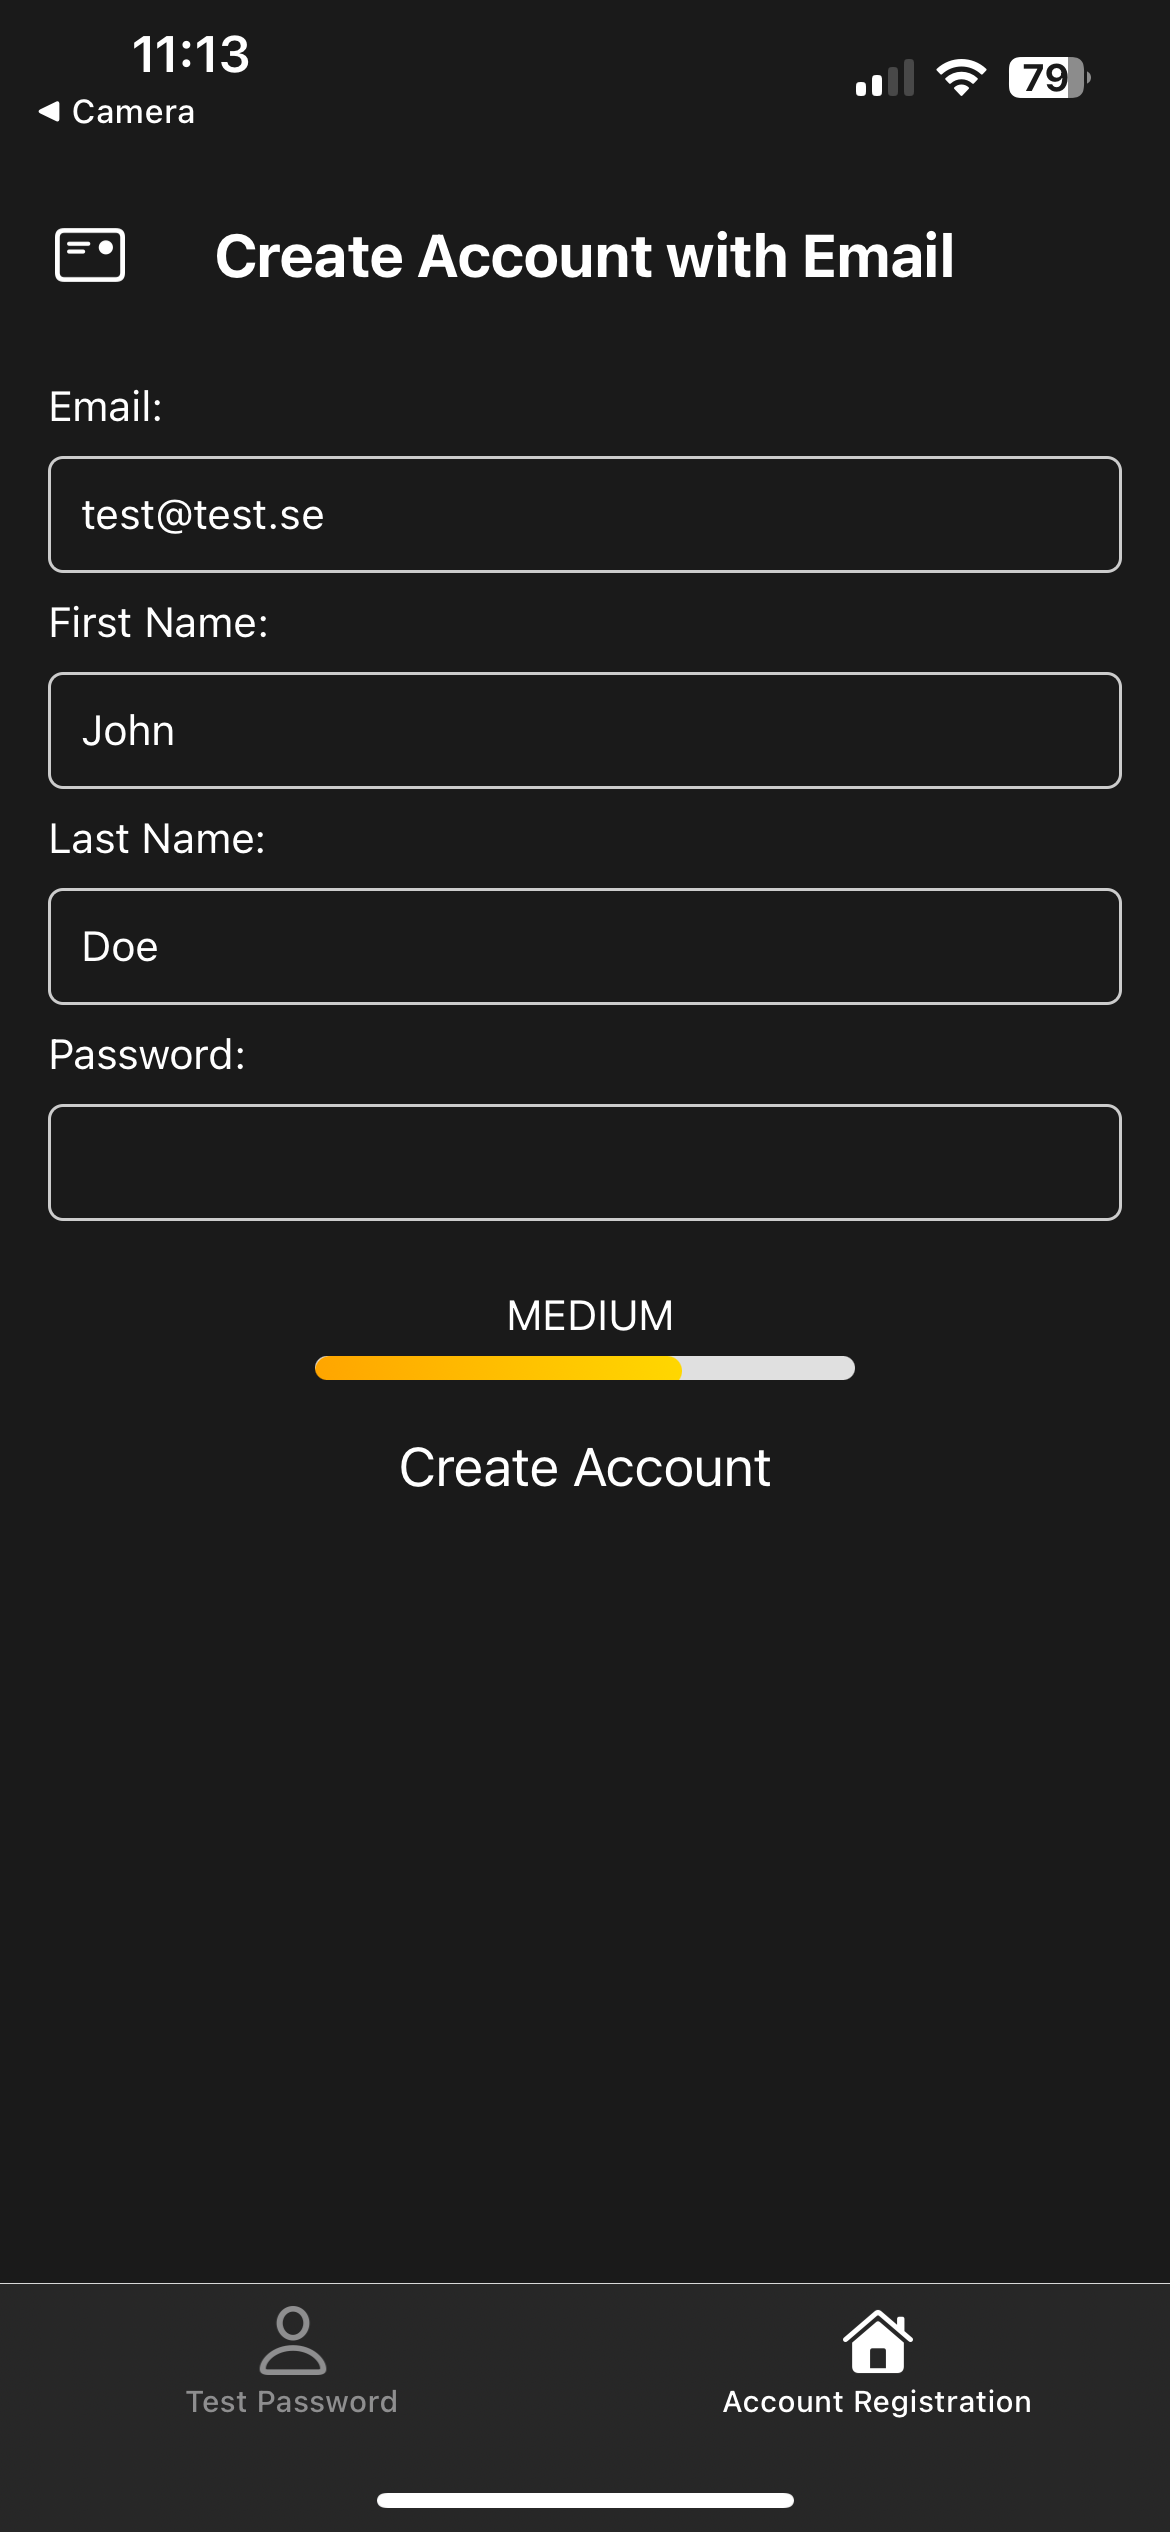 11:13
79
◀ Camera
Create Account with Email
Email:
test@test.se
First Name:
John
Last Name:
Doe
Password:
MEDIUM
Create Account
Test Password
Account Registration